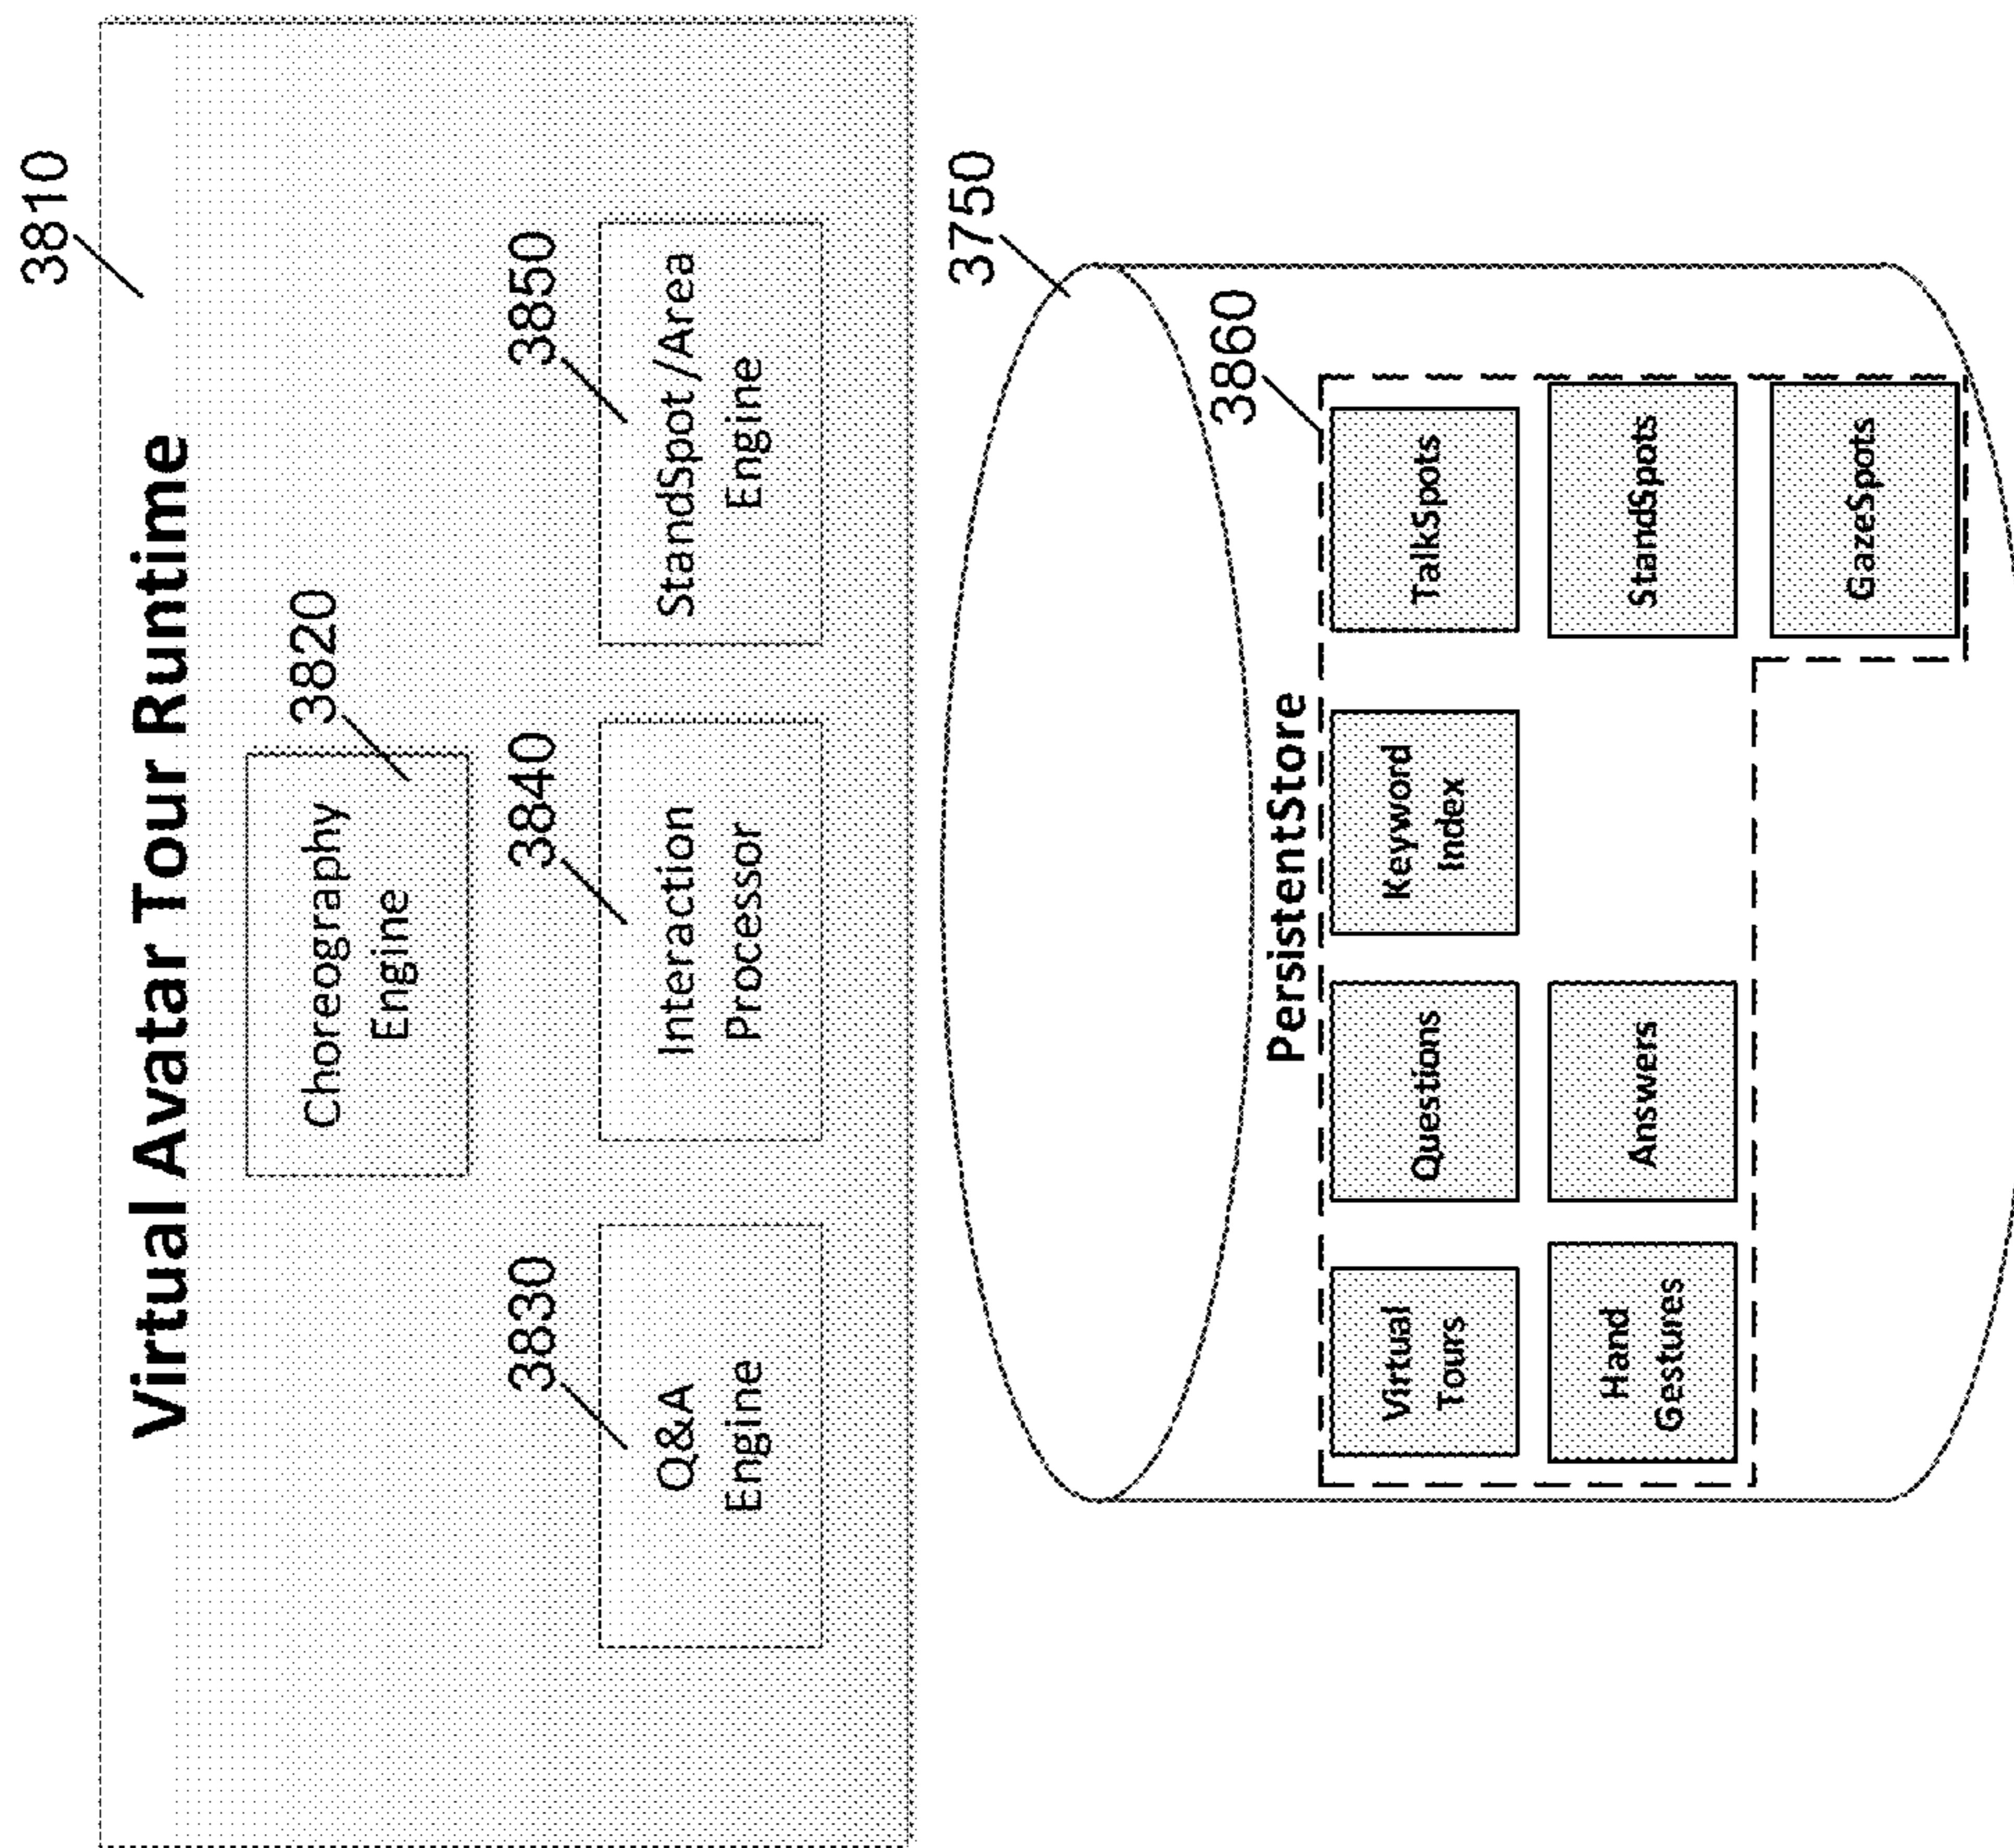 3810
Virtual Avatar Tour Runtime
3820
Choreography
Engine
3830
Q&A
Engine
3840
Interaction
Processor
3850
StandSpot /Area
Engine
3750
PersistentStore
3860
Virtual
Tours
Questions
Keyword
Index
TalkSpots
Hand
Gestures
Answers
StandSpots
GazeSpots